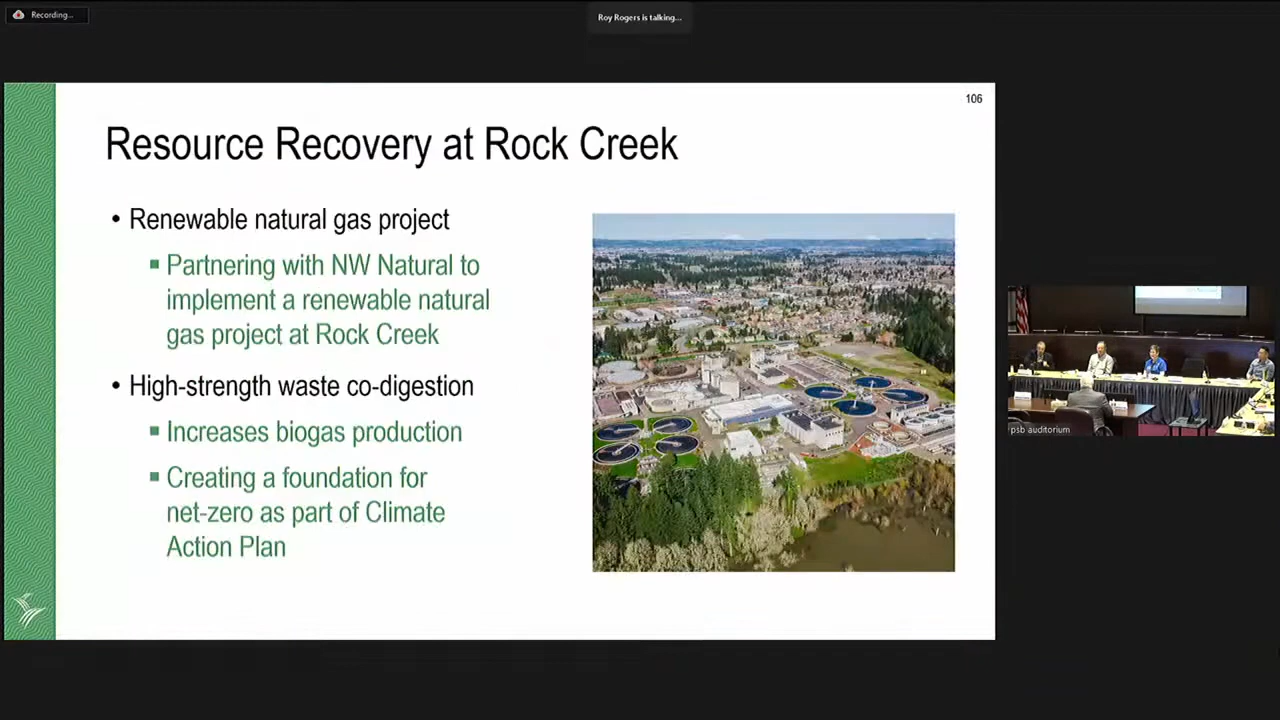 Recording...
Roy Rogers is talking...
106
Resource Recovery at Rock Creek
• Renewable natural gas project
▪ Partnering with NW Natural to
implement a renewable natural
gas project at Rock Creek
• High-strength waste co-digestion
▪ Increases biogas production
▪ Creating a foundation for
net-zero as part of Climate
Action Plan
psb auditorium